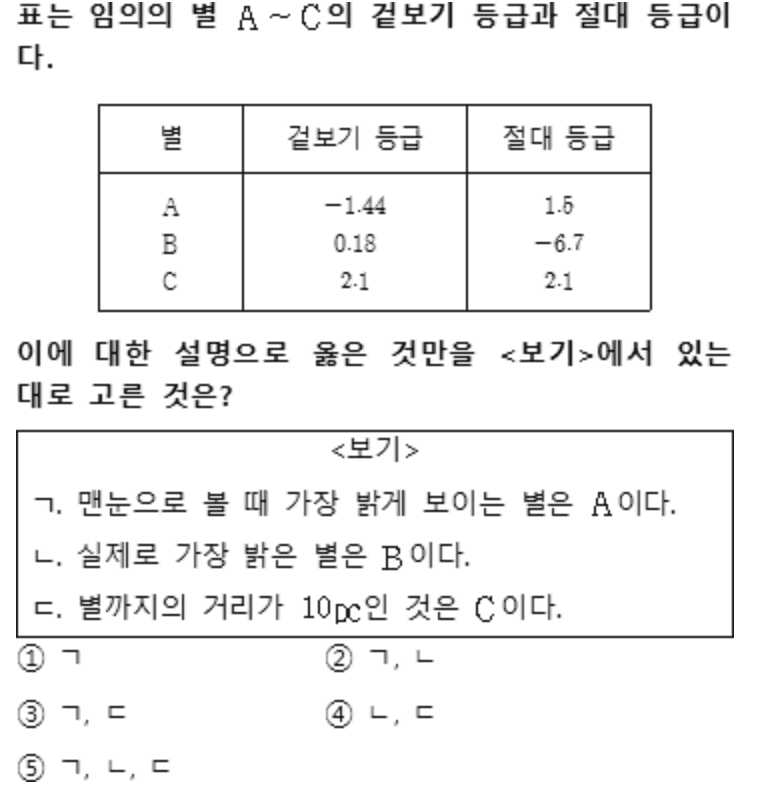 표는 임의의 별 A ~ C의 겉보기 등급과 절대 등급이
다.
별 겉보기 등급 절대 등급
A -1.44 1.5
B 0.18 -6.7
C 2.1 2.1
이에 대한 설명으로 옳은 것만을 <보기>에서 있는
대로 고른 것은?
<보기>
ㄱ. 맨눈으로 볼 때 가장 밝게 보이는 별은 A이다.
ㄴ. 실제로 가장 밝은 별은 B이다.
ㄷ. 별까지의 거리가 10pc인 것은 C이다.
① ㄱ ② ㄱ, ㄴ
③ ㄱ, ㄷ ④ ㄴ, ㄷ
⑤ ㄱ, ㄴ, ㄷ